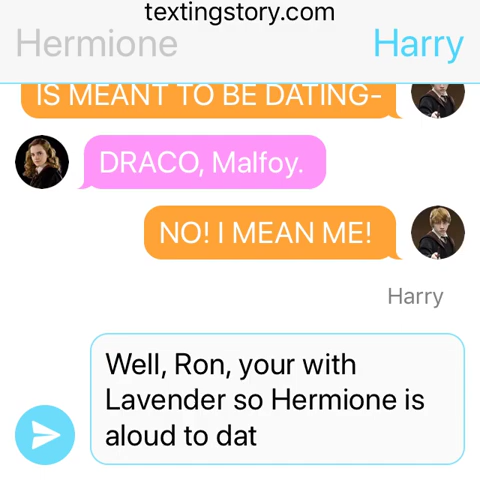 textingstory.com
Hermione
Harry
IS MEANT TO BE DATING-
DRACO, Malfoy.
NO! I MEAN ME!
Harry
Well, Ron, your with
Lavender so Hermione is
aloud to dat